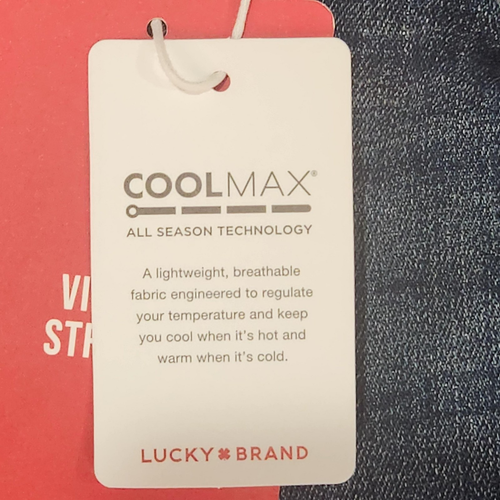 COOLMAX®
ALL SEASON TECHNOLOGY
A lightweight, breathable
fabric engineered to regulate
your temperature and keep
you cool when it's hot and
warm when it's cold.
LUCKY BRAND